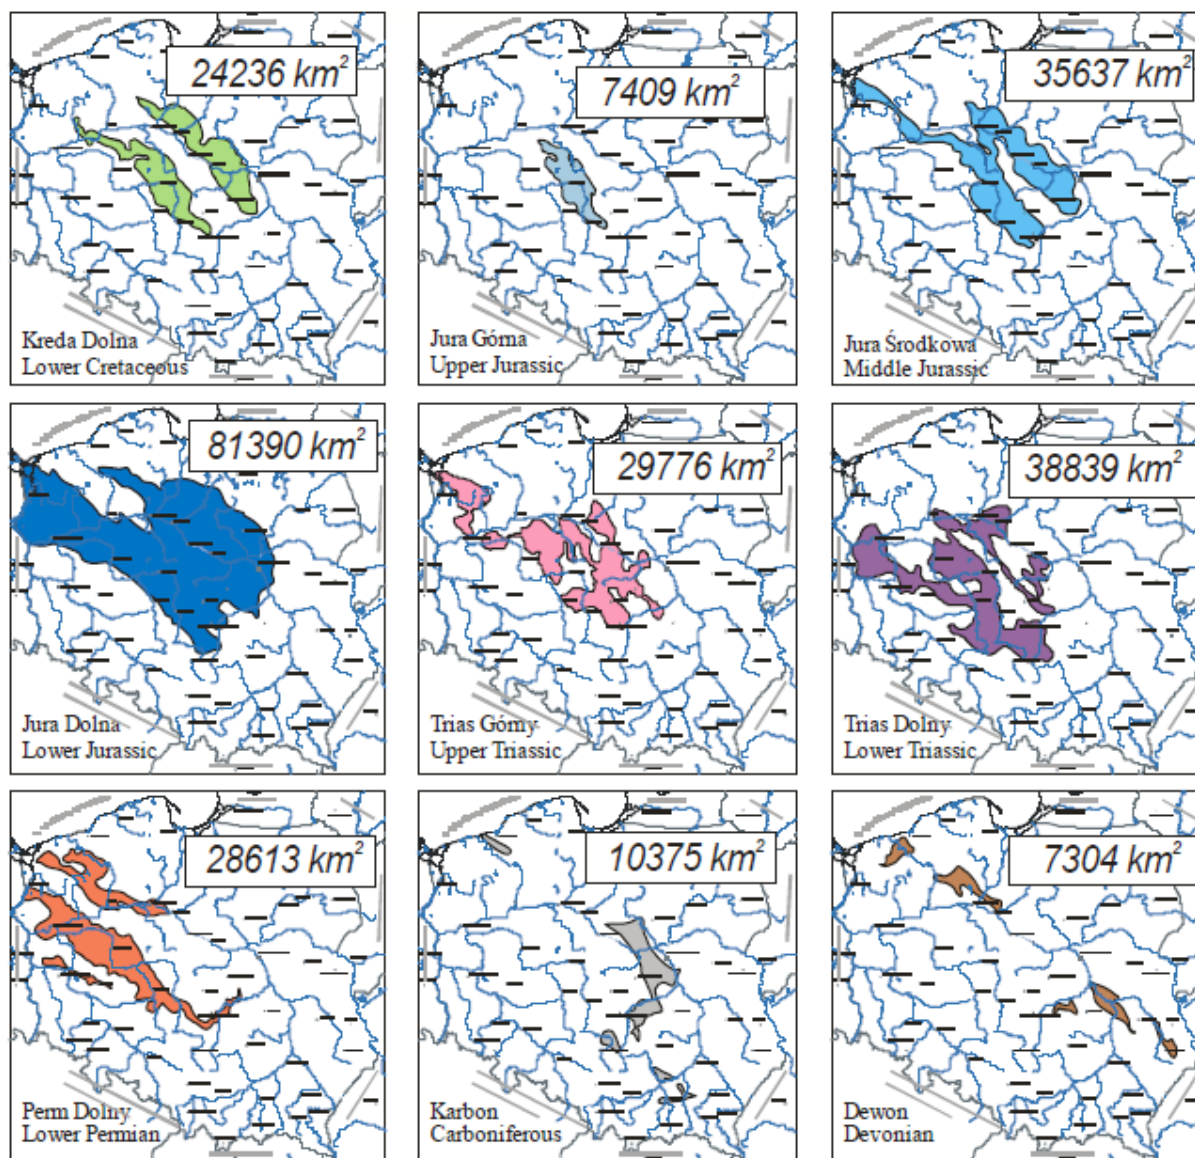 24236 km²
Kreda Dolna
Lower Cretaceous
7409 km²
Jura Górna
Upper Jurassic
35637 km²
Jura Środkowa
Middle Jurassic
81390 km²
Jura Dolna
Lower Jurassic
29776 km²
Trias Górny
Upper Triassic
38839 km²
Trias Dolny
Lower Triassic
28613 km²
Perm Dolny
Lower Permian
10375 km²
Karbon
Carboniferous
7304 km²
Dewon
Devonian